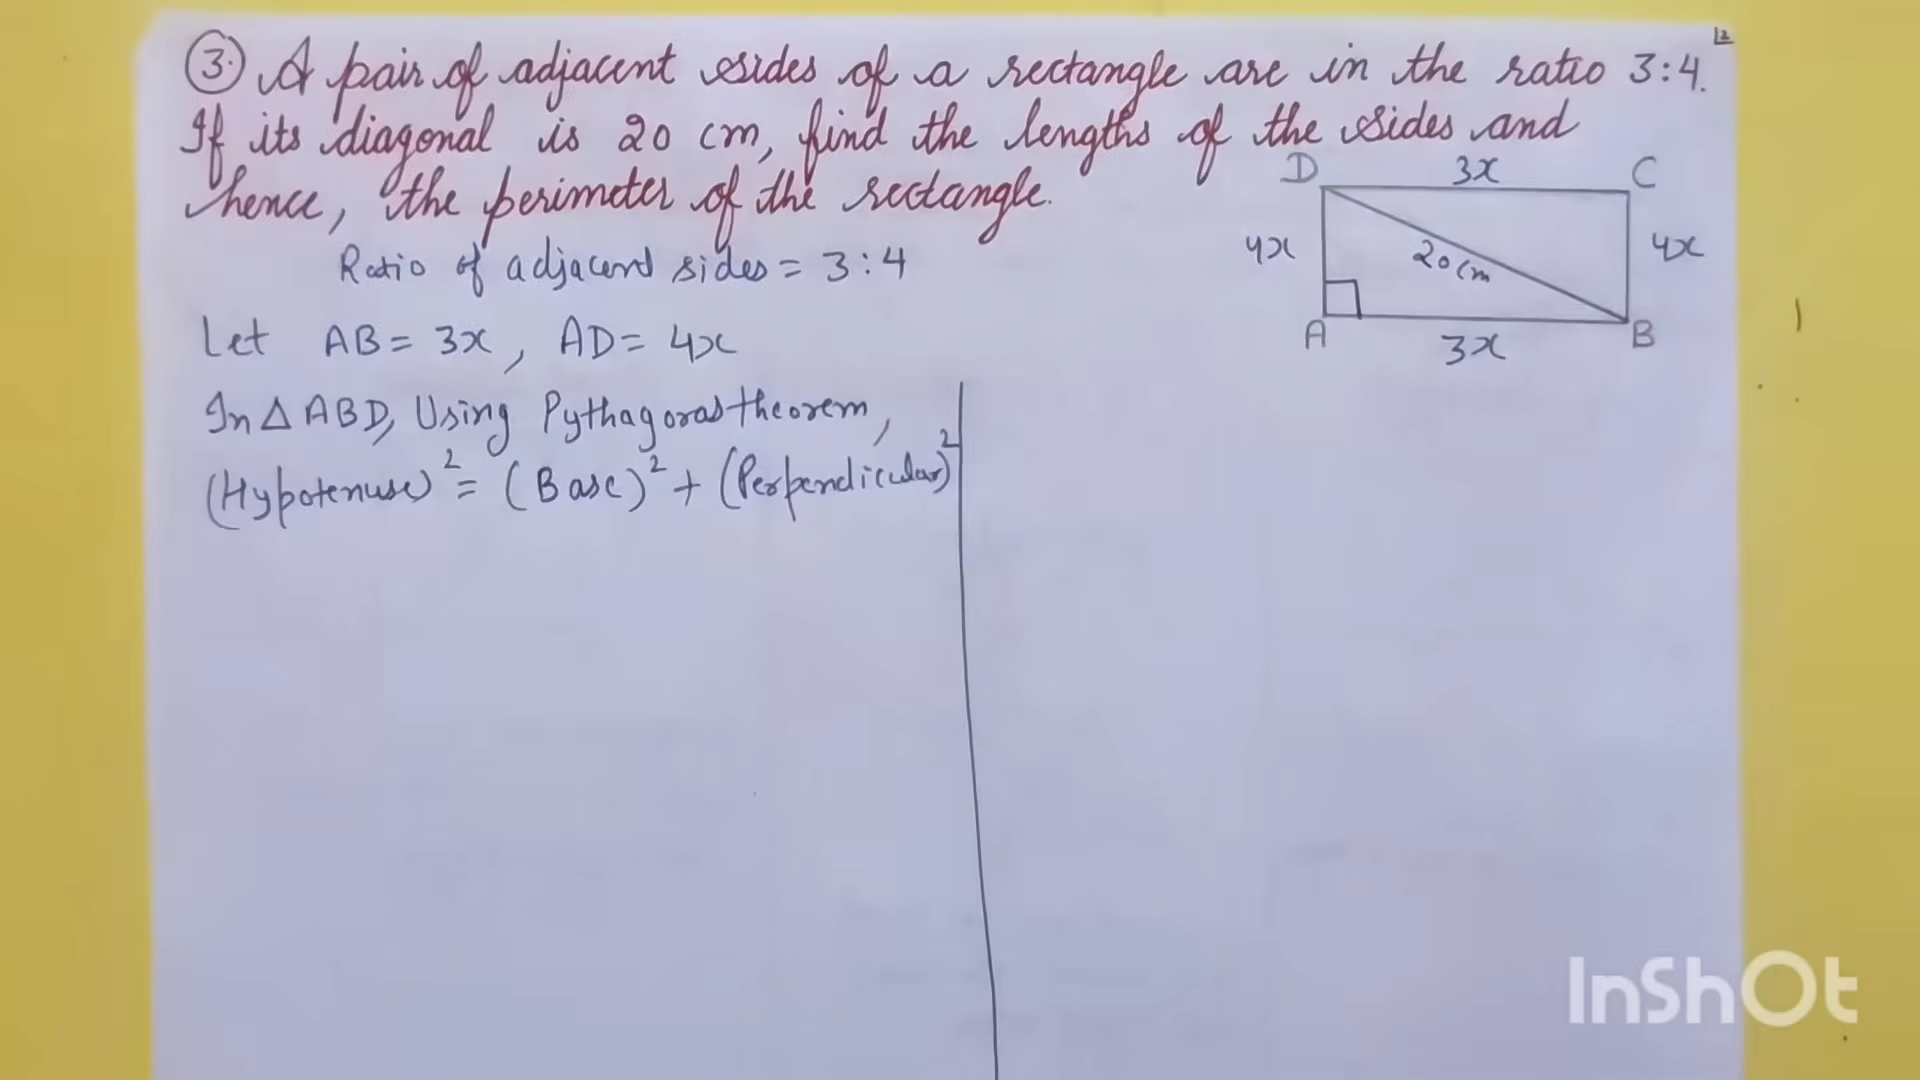 3. A pair of adjacent sides of a rectangle are in the ratio 3:4.
If its diagonal is 20 cm, find the lengths of the sides and
hence, the perimeter of the rectangle.
D 3x C
4x 20cm 4x
A 3x B
Ratio of adjacent sides = 3:4
Let AB = 3x, AD = 4x
In Δ ABD, Using Pythagoras theorem,
(Hypotenuse)² = (Base)² + (Perpendicular)²
InShOt